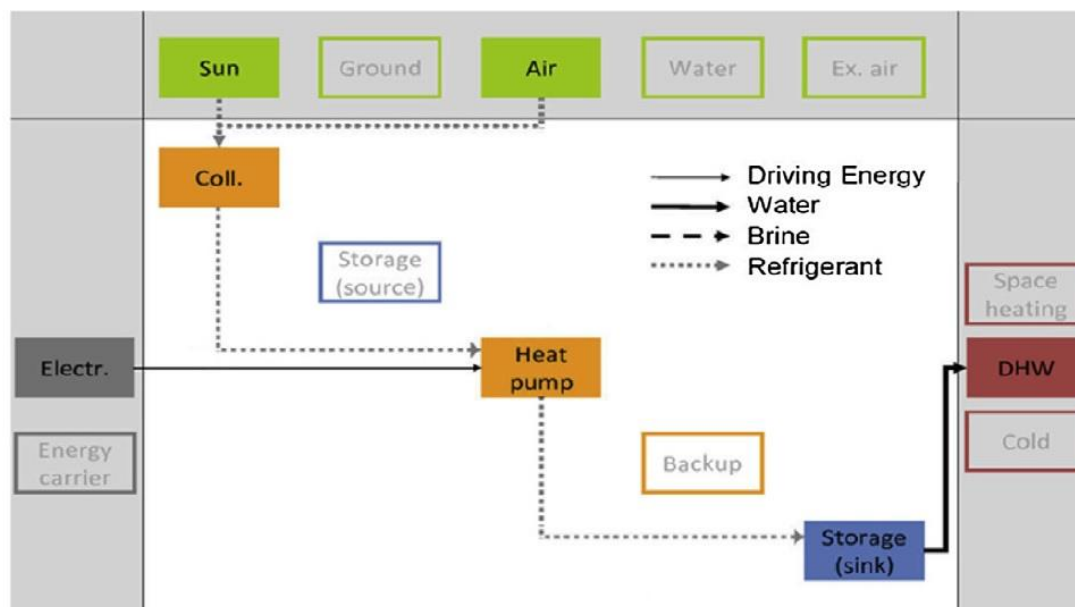 Sun
Ground
Air
Water
Ex. air
Coll.
Driving Energy
Water
Brine
Refrigerant
Storage
(source)
Space
heating
Electr.
Heat
pump
DHW
Energy
carrier
Backup
Cold
Storage
(sink)